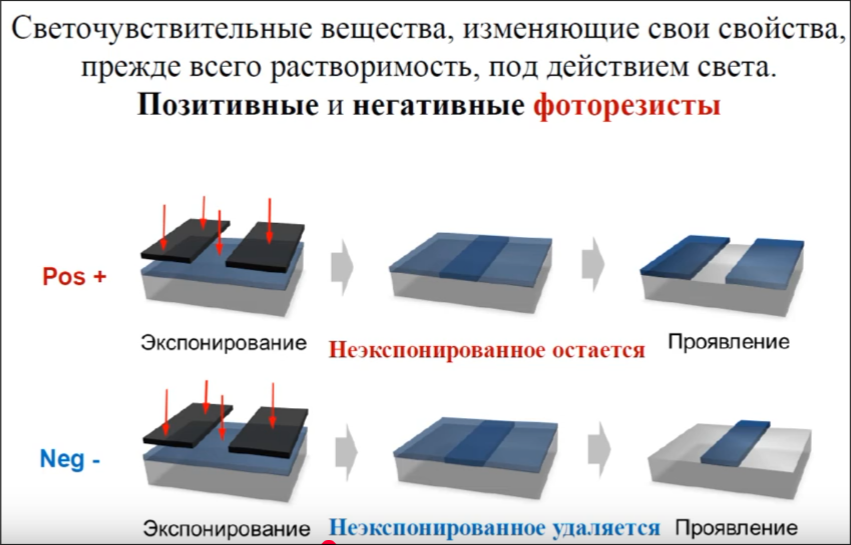 Светочувствительные вещества, изменяющие свои свойства,
прежде всего растворимость, под действием света.
Позитивные и негативные фоторезисты
Pos +
Экспонирование
Неэкспонированное остается
Проявление
Neg -
Экспонирование
Неэкспонированное удаляется
Проявление